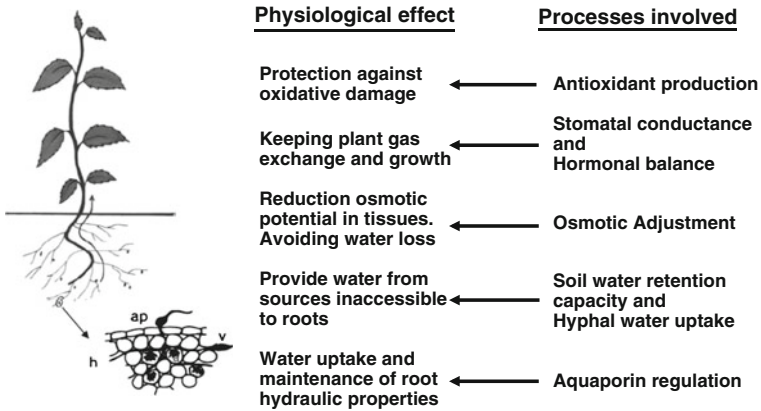 Physiological effect
Processes involved
Protection against
oxidative damage
Antioxidant production
Keeping plant gas
exchange and growth
Stomatal conductance
and
Hormonal balance
Reduction osmotic
potential in tissues.
Avoiding water loss
Osmotic Adjustment
Provide water from
sources inaccessible
to roots
Soil water retention
capacity and
Hyphal water uptake
Water uptake and
maintenance of root
hydraulic properties
Aquaporin regulation
ap
v
h